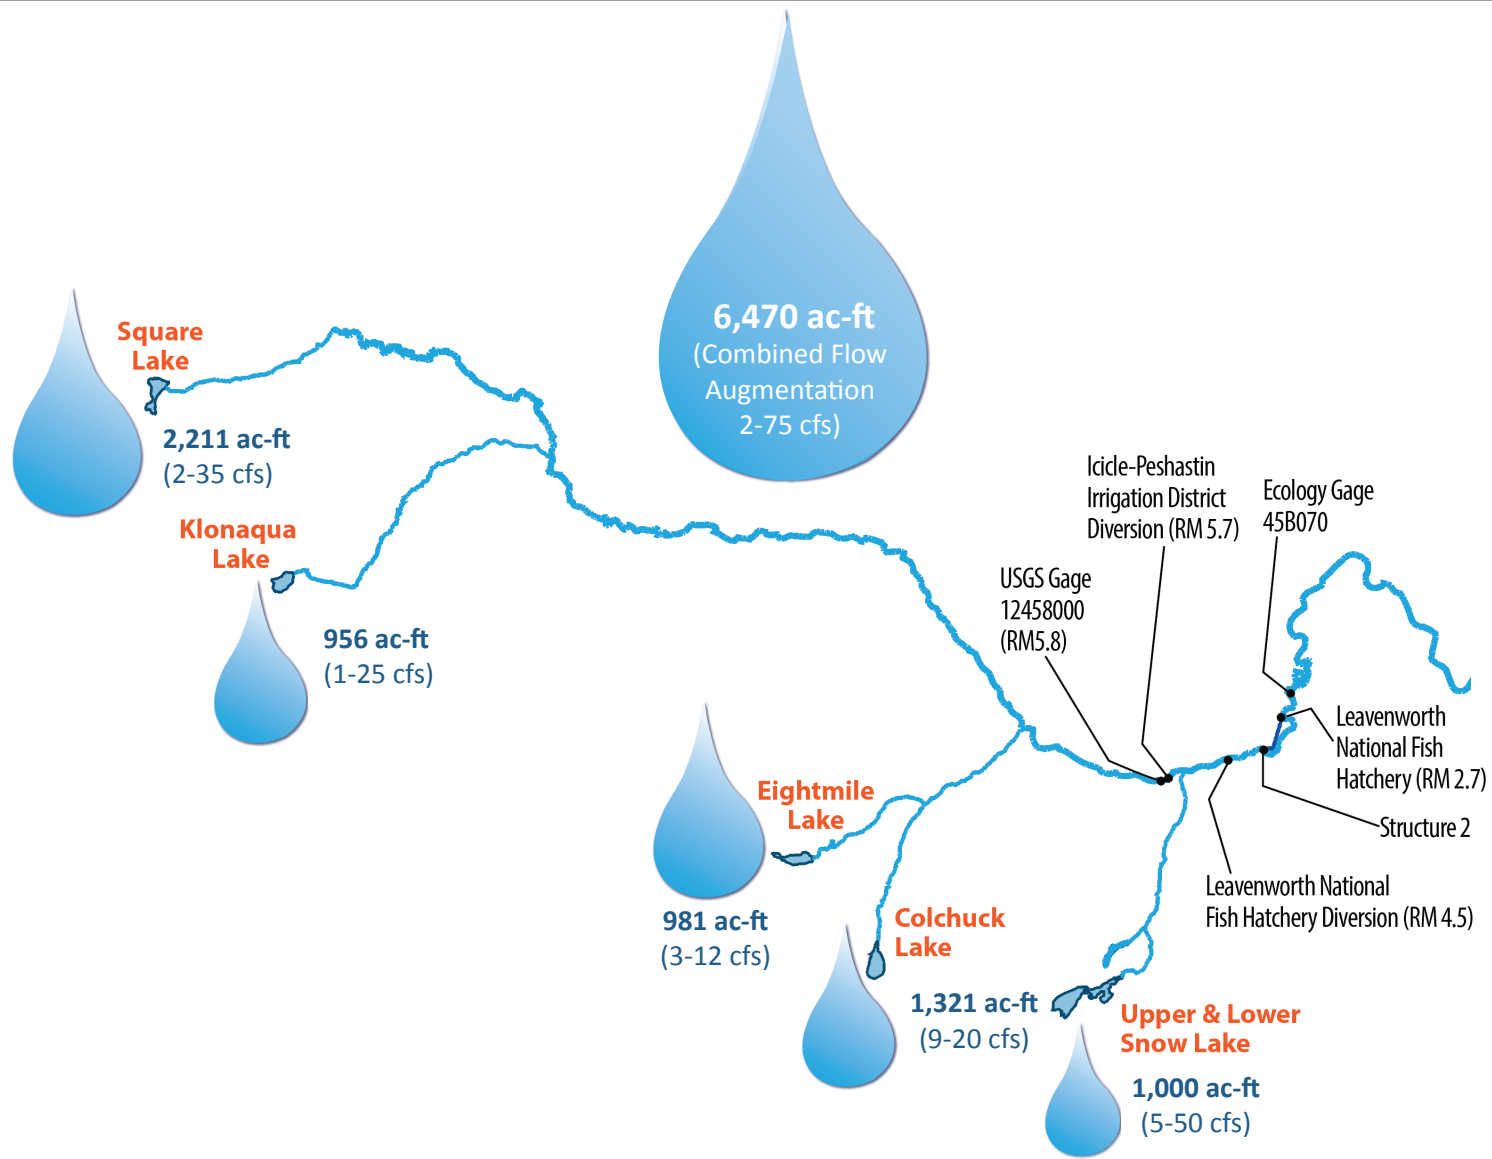 6,470 ac-ft
(Combined Flow
Augmentation
2-75 cfs)
Square
Lake
2,211 ac-ft
(2-35 cfs)
Klonaqua
Lake
956 ac-ft
(1-25 cfs)
Icicle-Peshastin
Irrigation District
Diversion (RM 5.7)
Ecology Gage
45B070
USGS Gage
12458000
(RM5.8)
Leavenworth
National Fish
Hatchery (RM 2.7)
Structure 2
Leavenworth National
Fish Hatchery Diversion (RM 4.5)
Eightmile
Lake
981 ac-ft
(3-12 cfs)
Colchuck
Lake
1,321 ac-ft
(9-20 cfs)
Upper & Lower
Snow Lake
1,000 ac-ft
(5-50 cfs)